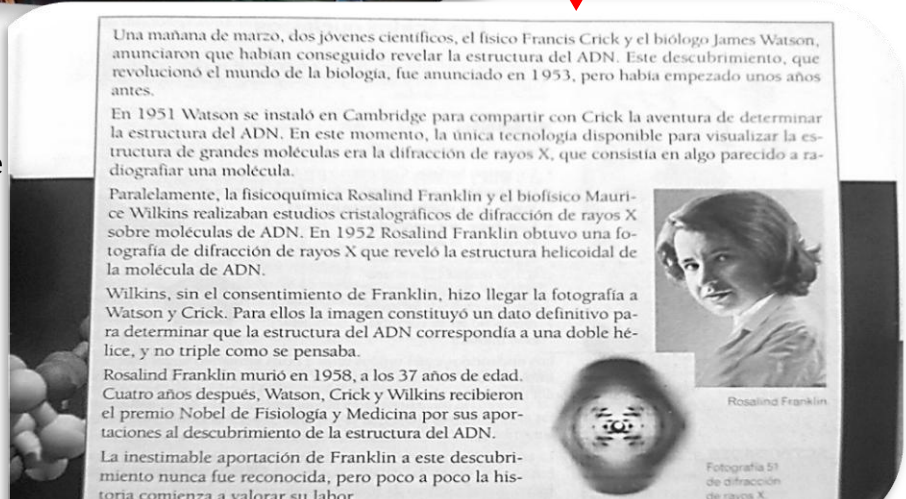 Una mañana de marzo, dos jóvenes científicos, el físico Francis Crick y el biólogo James Watson,
anunciaron que habían conseguido revelar la estructura del ADN. Este descubrimiento, que
revolucionó el mundo de la biología, fue anunciado en 1953, pero había empezado unos años
antes.
En 1951 Watson se instaló en Cambridge para compartir con Crick la aventura de determinar
la estructura del ADN. En este momento, la única tecnología disponible para visualizar la es-
tructura de grandes moléculas era la difracción de rayos X, que consistía en algo parecido a ra-
diografiar una molécula.
Paralelamente, la fisicoquímica Rosalind Franklin y el biofísico Mauri-
ce Wilkins realizaban estudios cristalográficos de difracción de rayos X
sobre moléculas de ADN. En 1952 Rosalind Franklin obtuvo una fo-
tografía de difracción de rayos X que reveló la estructura helicoidal de
la molécula de ADN.
Wilkins, sin el consentimiento de Franklin, hizo llegar la fotografía a
Watson y Crick. Para ellos la imagen constituyó un dato definitivo pa-
ra determinar que la estructura del ADN correspondía a una doble hé-
lice, y no triple como se pensaba.
Rosalind Franklin murió en 1958, a los 37 años de edad.
Cuatro años después, Watson, Crick y Wilkins recibieron
el premio Nobel de Fisiología y Medicina por sus apor-
taciones al descubrimiento de la estructura del ADN.
La inestimable aportación de Franklin a este descubri-
miento nunca fue reconocida, pero poco a poco la his-
toria comienza a valorar su labor
Rosalind Franklin
Fotografía 51
de difracción
de rayos X